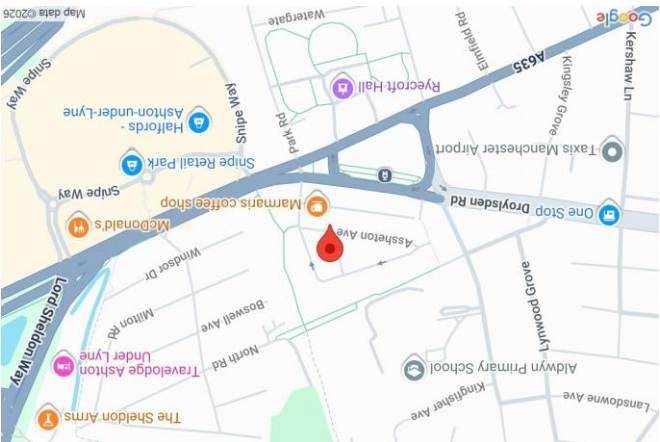 The Sheldon Arms
Lansdowne Ave
Kingfisher Ave
Aldwyn Primary School
Travelodge Ashton
Under Lyne
North Rd
Lynwood Grove
Boswell Ave
Milton Rd
Lord Sheldon Way
Windsor Dr
Assheton Ave
McDonald's
One Stop
Droylsden Rd
Marmaris coffee shop
Snipe Way
Snipe Retail Park
Taxis Manchester Airport
Park Rd
Halfords -
Ashton-under-Lyne
Snipe Way
Kingsley Grove
Ryecroft Hall
A635
Kershaw Ln
Elmfield Rd
Watergate
Google
Map data ©2026